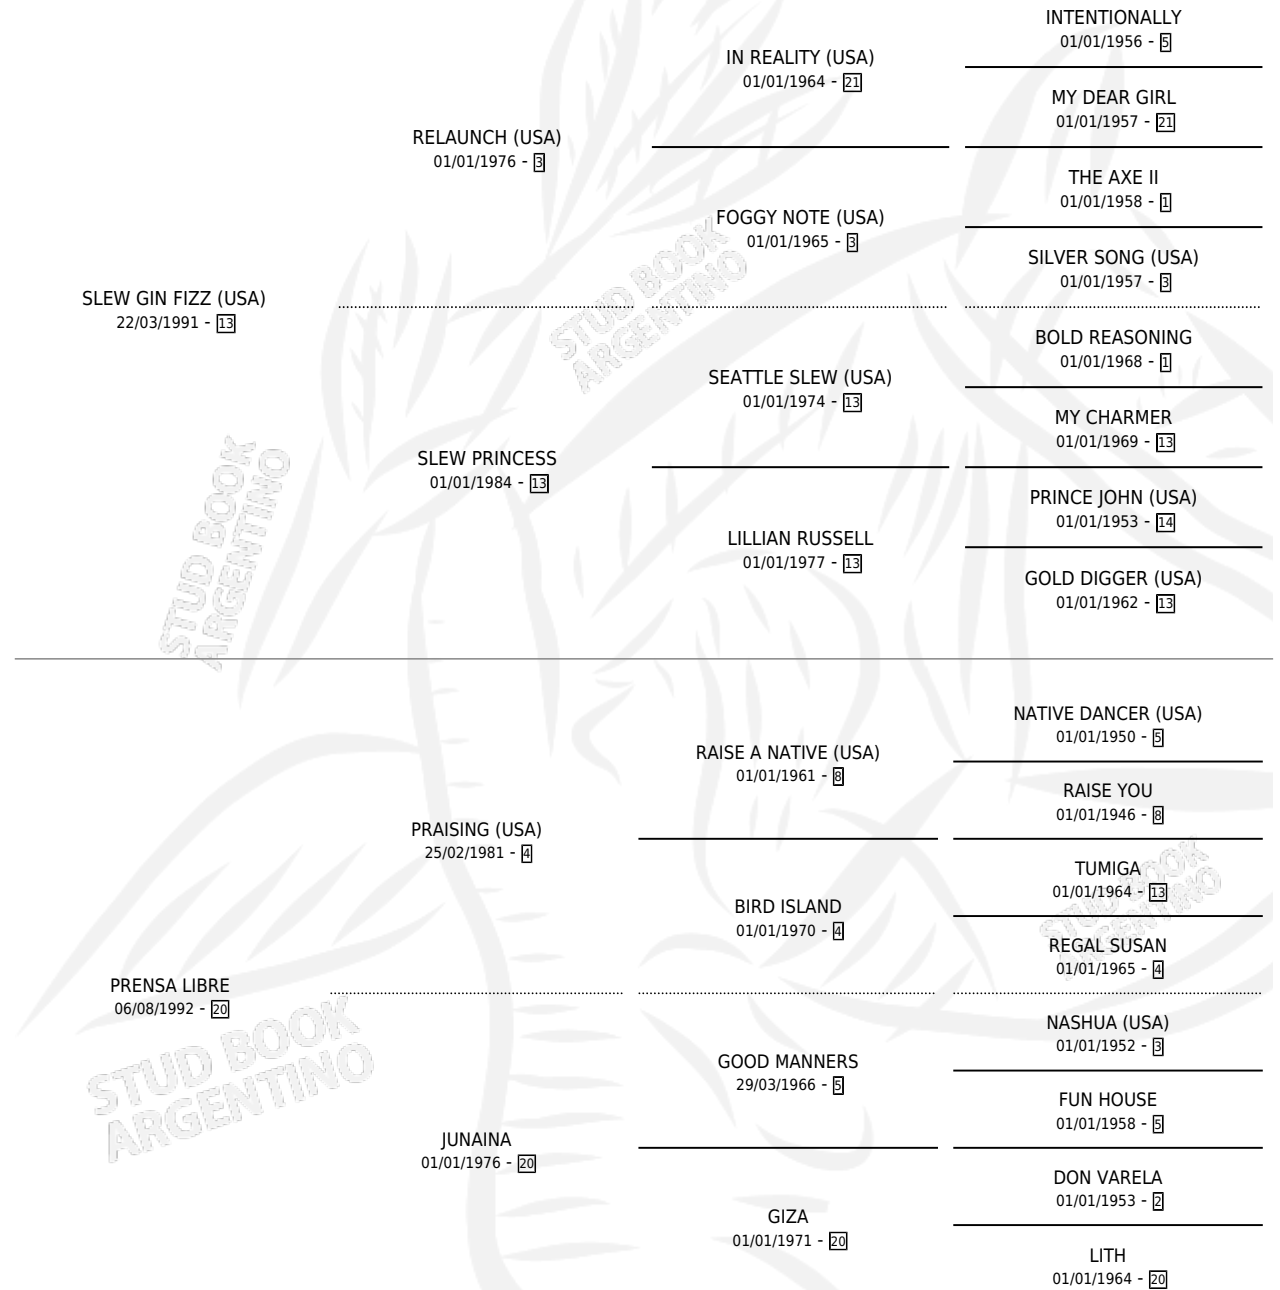 INTENTIONALLY
01/01/1956 - 5
IN REALITY (USA)
01/01/1964 - 21
MY DEAR GIRL
01/01/1957 - 21
RELAUNCH (USA)
01/01/1976 - 3
THE AXE II
01/01/1958 - 1
FOGGY NOTE (USA)
01/01/1965 - 3
SILVER SONG (USA)
01/01/1957 - 3
SLEW GIN FIZZ (USA)
22/03/1991 - 13
STUD BOOK
ARGENTINO
BOLD REASONING
01/01/1968 - 1
SEATTLE SLEW (USA)
01/01/1974 - 13
MY CHARMER
01/01/1969 - 13
SLEW PRINCESS
01/01/1984 - 13
PRINCE JOHN (USA)
01/01/1953 - 14
LILLIAN RUSSELL
01/01/1977 - 13
GOLD DIGGER (USA)
01/01/1962 - 13
STUD BOOK
ARGENTINO
NATIVE DANCER (USA)
01/01/1950 - 5
RAISE A NATIVE (USA)
01/01/1961 - 8
RAISE YOU
01/01/1946 - 8
PRAISING (USA)
25/02/1981 - 4
TUMIGA
01/01/1964 - 13
BIRD ISLAND
01/01/1970 - 4
STUD BOOK
ARGENTINO
REGAL SUSAN
01/01/1965 - 4
PRENSA LIBRE
06/08/1992 - 20
NASHUA (USA)
01/01/1952 - 3
GOOD MANNERS
29/03/1966 - 5
STUD BOOK
ARGENTINO
FUN HOUSE
01/01/1958 - 5
JUNAINA
01/01/1976 - 20
DON VARELA
01/01/1953 - 2
GIZA
01/01/1971 - 20
LITH
01/01/1964 - 20